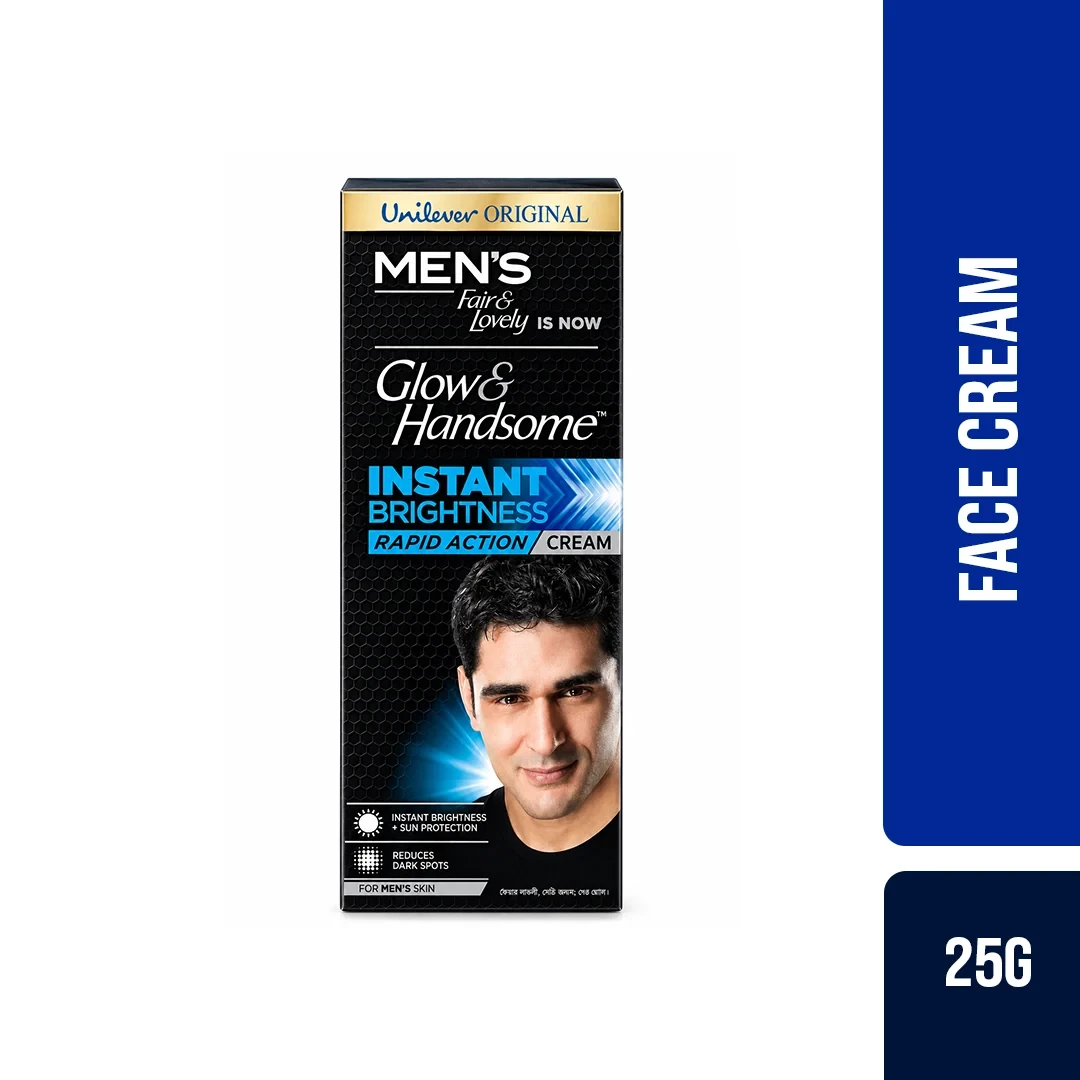 Unilever ORIGINAL
MEN'S
Fair &
Lovely IS NOW
Glow &
Handsome™
INSTANT
BRIGHTNESS
RAPID ACTION CREAM
INSTANT BRIGHTNESS
+ SUN PROTECTION
REDUCES
DARK SPOTS
FOR MEN'S SKIN
FACE CREAM
25G